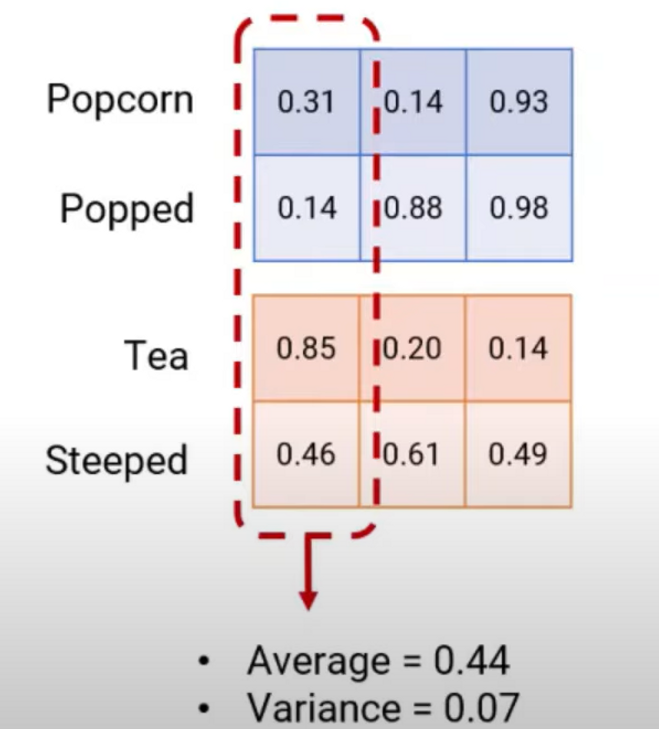 Popcorn 0.31 0.14 0.93
Popped 0.14 0.88 0.98
Tea 0.85 0.20 0.14
Steeped 0.46 0.61 0.49
• Average = 0.44
• Variance = 0.07